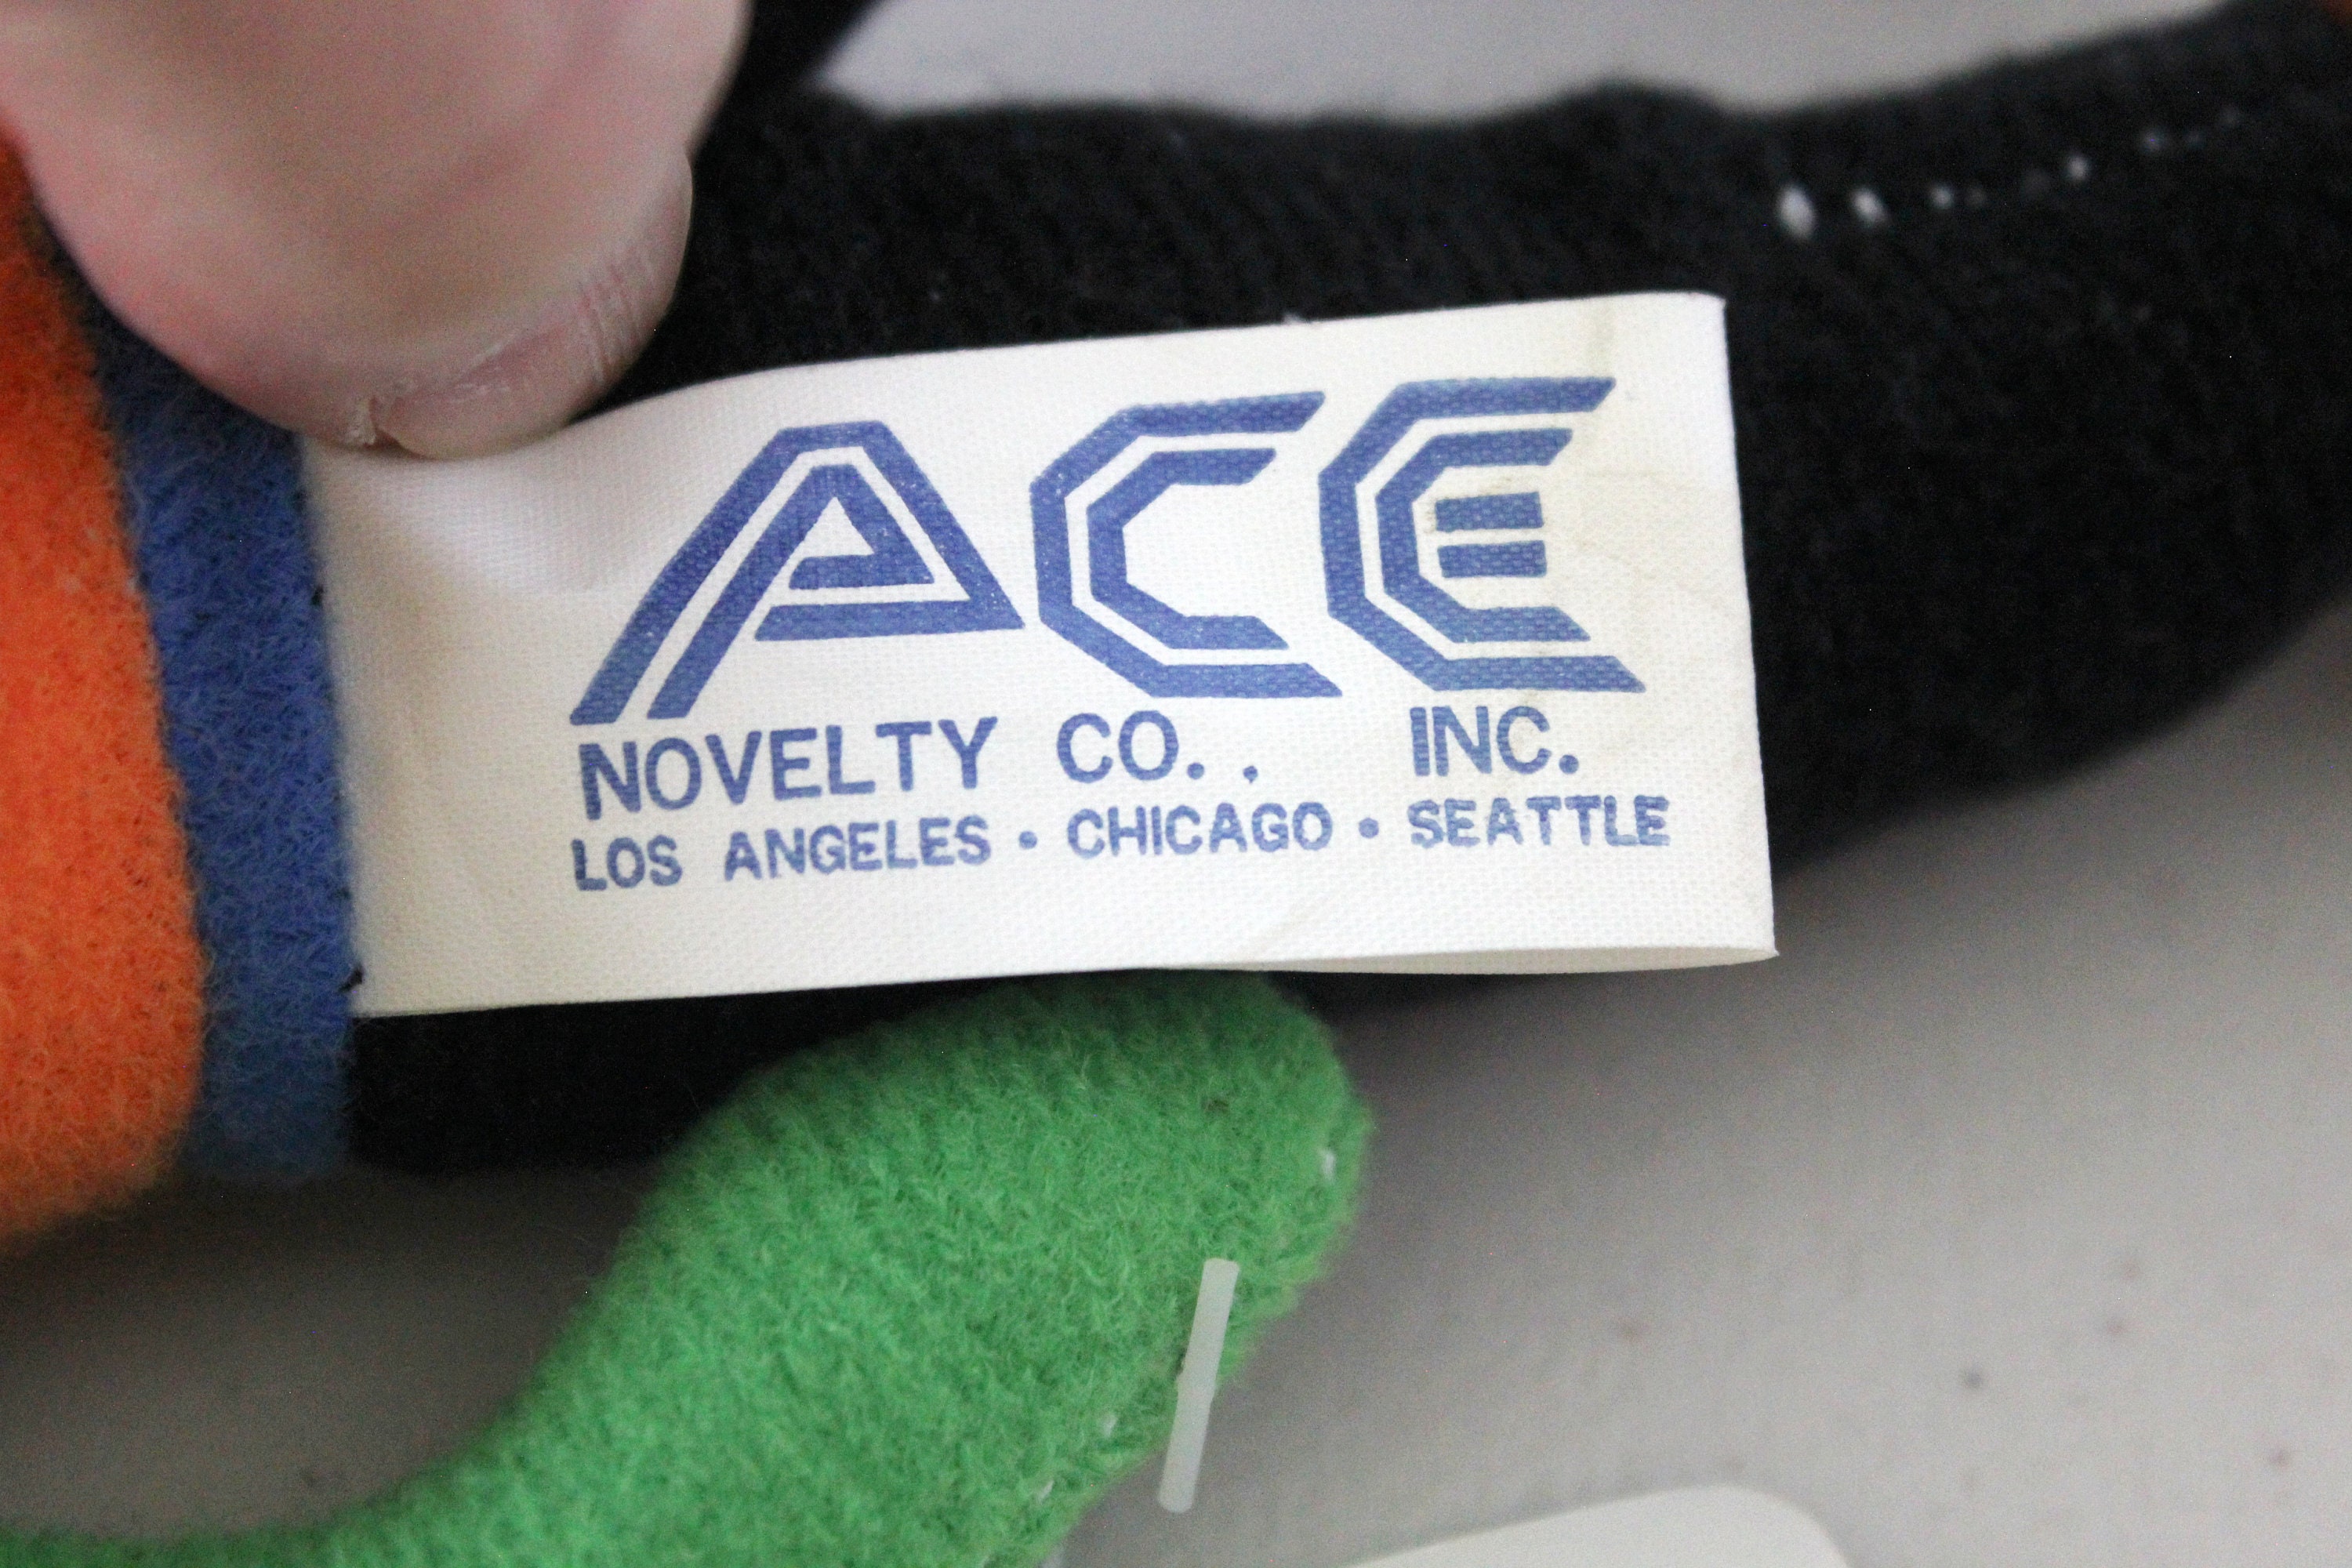 ACE
NOVELTY CO. , INC.
LOS ANGELES · CHICAGO · SEATTLE